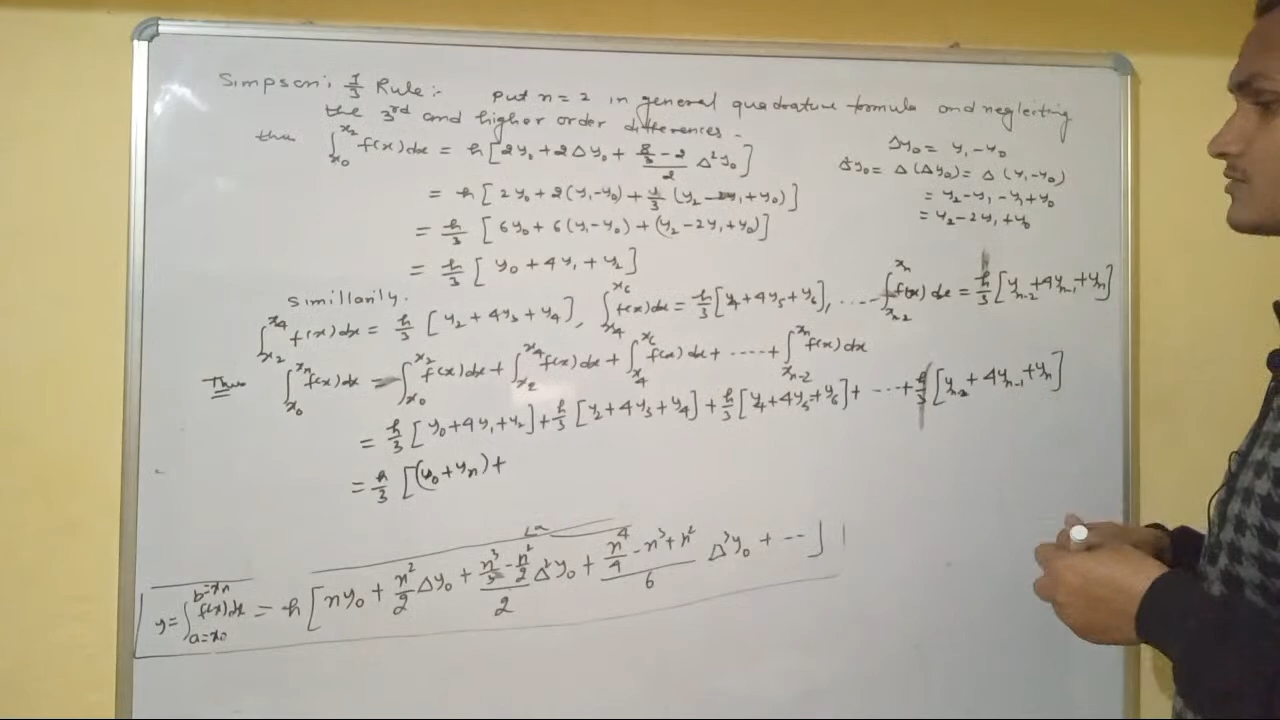 Simpson; 1/3 Rule:- Put n = 2 in general quadrature formula and neglecting
the 3rd and higher order differences -
thus ∫_{x0}^{x2} f(x)dx = h[2y0 + 2Δy0 + (8/3 - 2)/2 Δ²y0]
= h[2y0 + 2(y1-y0) + 1/3 (y2 - 2y1 + y0)]
= h/3 [6y0 + 6(y1-y0) + (y2 - 2y1 + y0)]
= h/3 [y0 + 4y1 + y2]
Δy0 = y1 - y0
Δ²y0 = Δ(Δy0) = Δ(y1-y0)
= y2 - y1 - y1 + y0
= y2 - 2y1 + y0
Simillarily.
∫_{x2}^{x4} f(x)dx = h/3 [y2 + 4y3 + y4], ∫_{x4}^{x6} f(x)dx = h/3 [y4 + 4y5 + y6], ..... ∫_{xn-2}^{xn} f(x)dx = h/3 [yn-2 + 4yn-1 + yn]
Thus ∫_{x0}^{xn} f(x)dx = ∫_{x0}^{x2} f(x)dx + ∫_{x2}^{x4} f(x)dx + ∫_{x4}^{x6} f(x)dx + ..... + ∫_{xn-2}^{xn} f(x)dx
= h/3 [y0 + 4y1 + y2] + h/3 [y2 + 4y3 + y4] + h/3 [y4 + 4y5 + y6] + ... + h/3 [yn-2 + 4yn-1 + yn]
= h/3 [(y0 + yn) +
y = ∫_{a=x0}^{b=xn} f(x)dx = h[ny0 + n²/2 Δy0 + (n³/3 - n²/2)/2 Δ²y0 + (n⁴/4 - n³ + n²)/6 Δ³y0 + --]